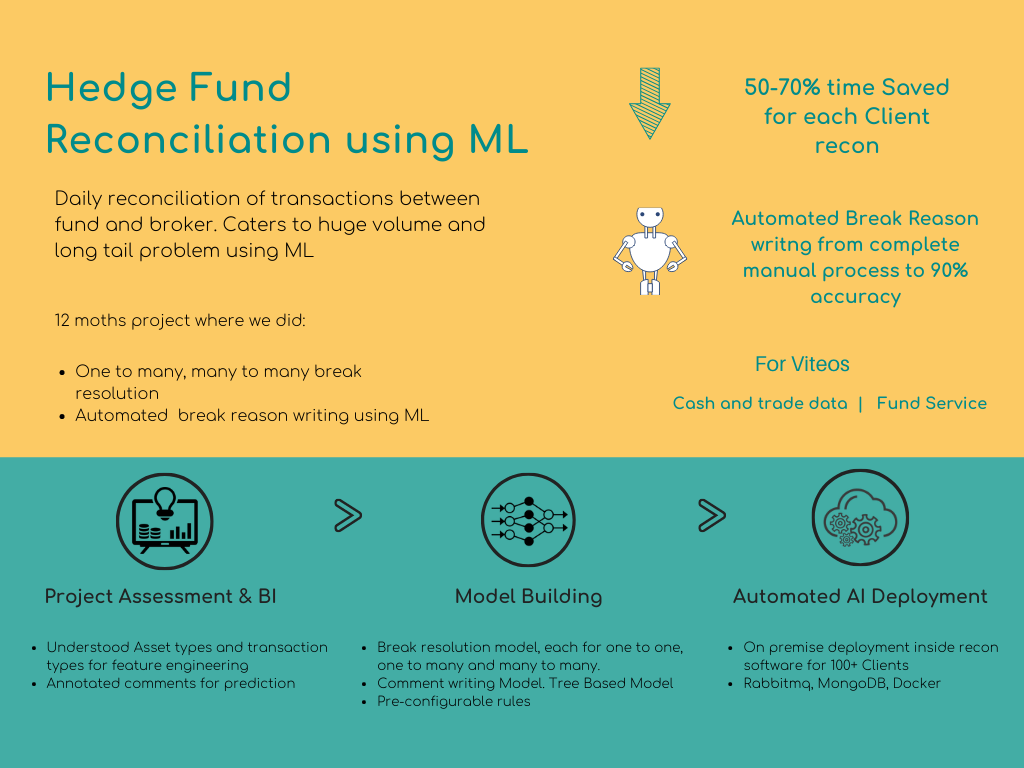 Hedge Fund
Reconciliation using ML
Daily reconciliation of transactions between
fund and broker. Caters to huge volume and
long tail problem using ML
12 moths project where we did:
• One to many, many to many break
resolution
• Automated  break reason writing using ML
50-70% time Saved
for each Client
recon
Automated Break Reason
writng from complete
manual process to 90%
accuracy
For Viteos
Cash and trade data  |  Fund Service
Project Assessment & BI
• Understood Asset types and transaction
types for feature engineering
• Annotated comments for prediction
Model Building
• Break resolution model, each for one to one,
one to many and many to many.
• Comment writing Model. Tree Based Model
• Pre-configurable rules
Automated AI Deployment
• On premise deployment inside recon
software for 100+ Clients
• Rabbitmq, MongoDB, Docker